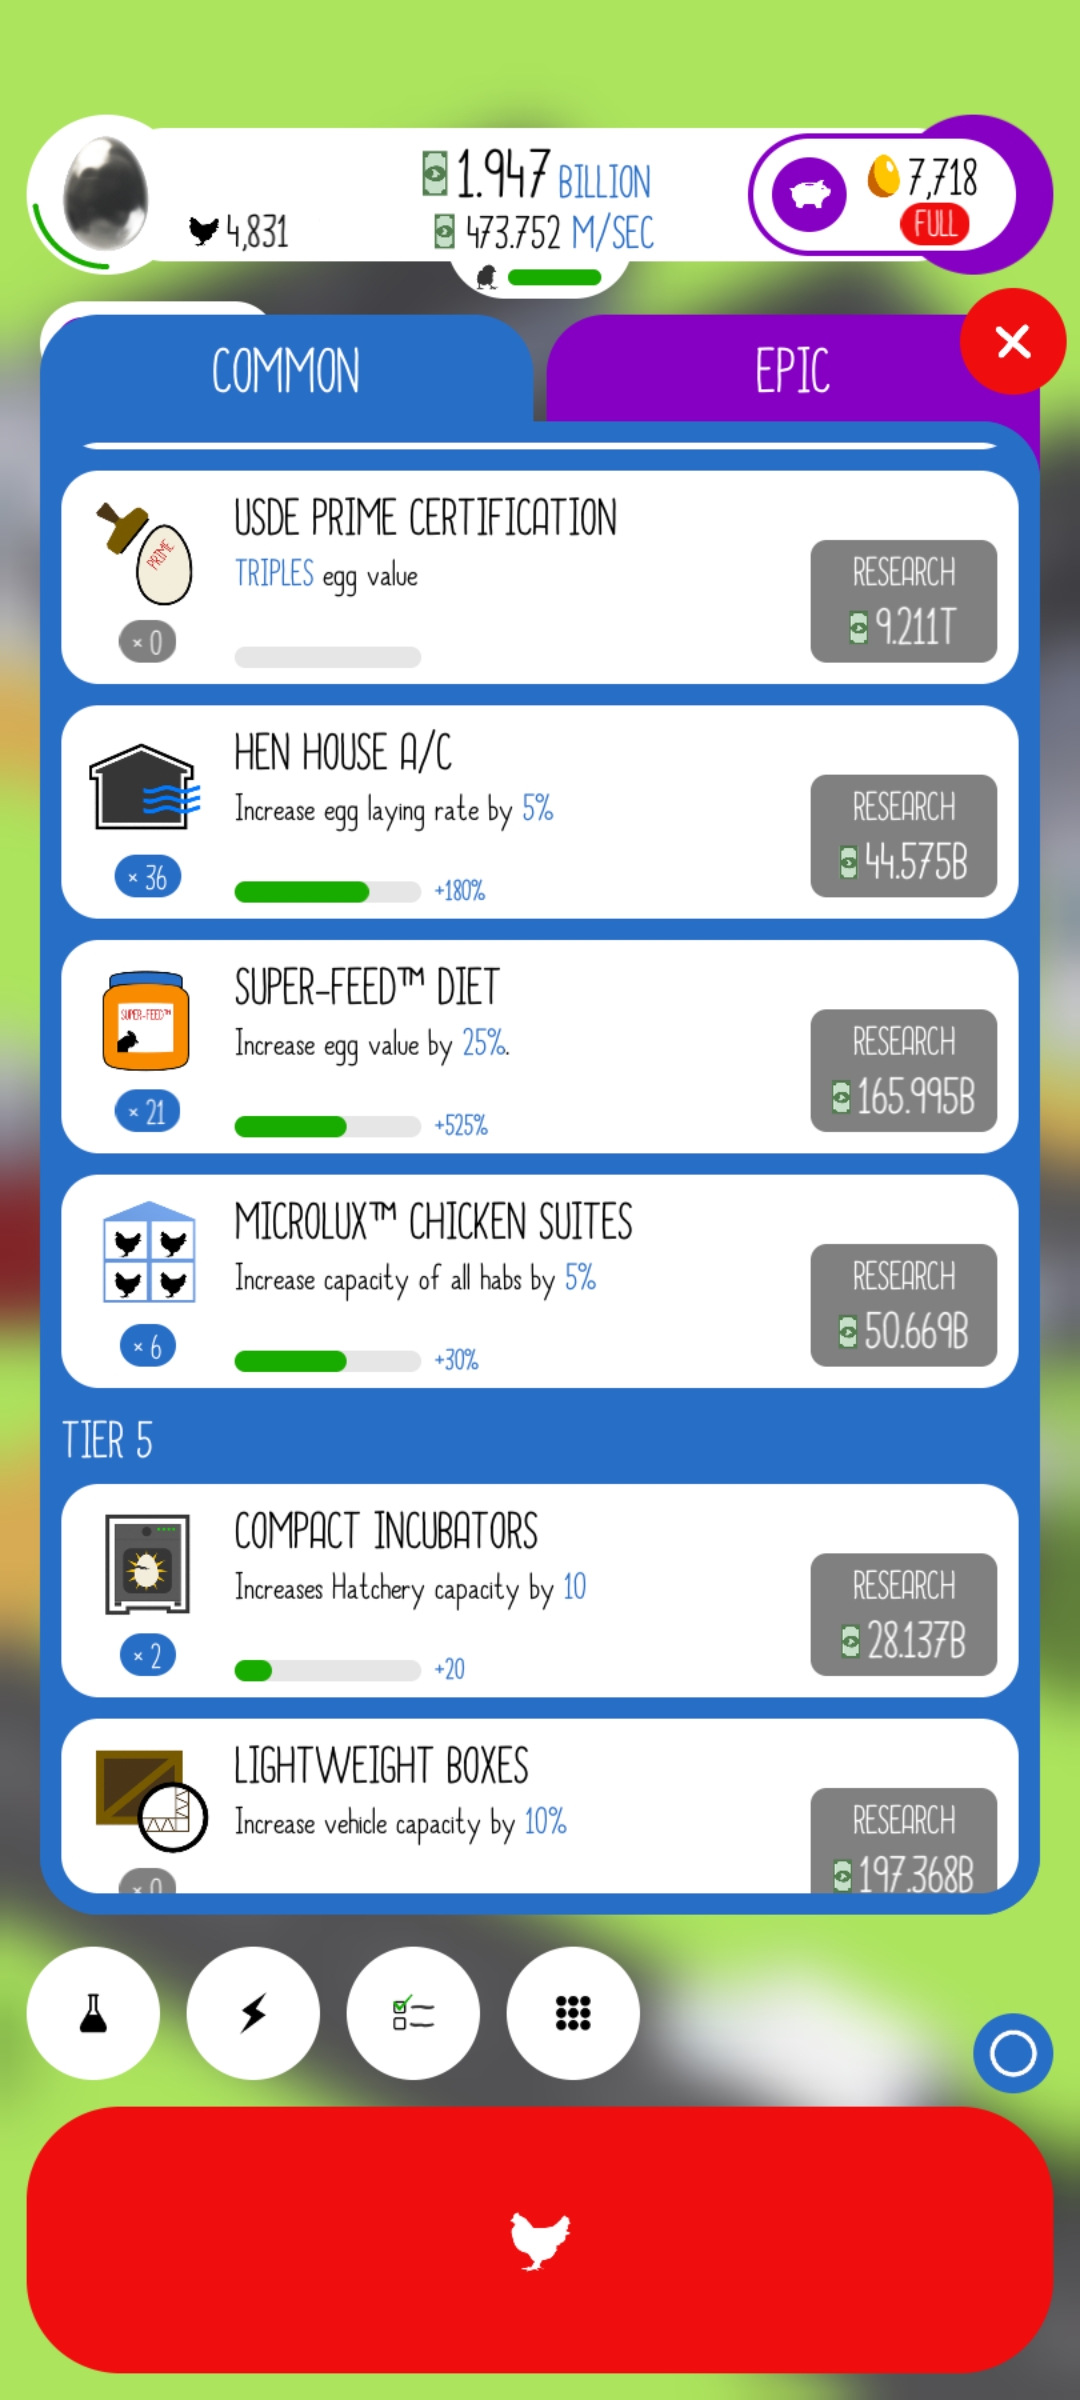 1.947 BILLION
4,831
473.752 M/SEC
7,718
FULL
COMMON
EPIC
USDE PRIME CERTIFICATION
TRIPLES egg value
PRIME
× 0
RESEARCH
9.211T
HEN HOUSE A/C
Increase egg laying rate by 5%
× 36
+180%
RESEARCH
44.575B
SUPER-FEED™ DIET
Increase egg value by 25%.
SUPER-FEED™
× 21
+525%
RESEARCH
165.995B
MICROLUX™ CHICKEN SUITES
Increase capacity of all habs by 5%
× 6
+30%
RESEARCH
50.669B
TIER 5
COMPACT INCUBATORS
Increases Hatchery capacity by 10
× 2
+20
RESEARCH
28.137B
LIGHTWEIGHT BOXES
Increase vehicle capacity by 10%
× 0
RESEARCH
197.368B